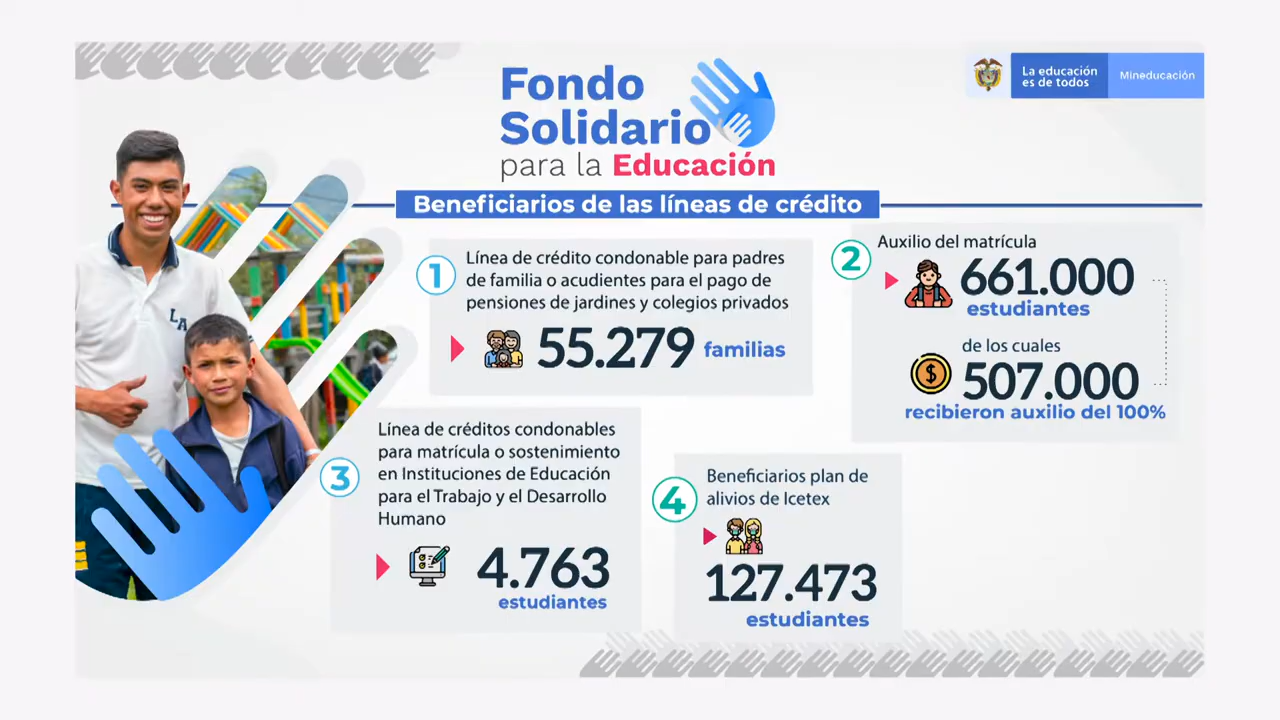 Fondo
Solidario
para la Educación
La educación
es de todos
Mineducación
Beneficiarios de las líneas de crédito
1
Línea de crédito condonable para padres
de familia o acudientes para el pago de
pensiones de jardines y colegios privados
55.279 familias
2
Auxilio del matrícula
661.000
estudiantes
de los cuales
507.000
recibieron auxilio del 100%
3
Línea de créditos condonables
para matrícula o sostenimiento
en Instituciones de Educación
para el Trabajo y el Desarrollo
Humano
4.763
estudiantes
4
Beneficiarios plan de
alivios de Icetex
127.473
estudiantes
LA